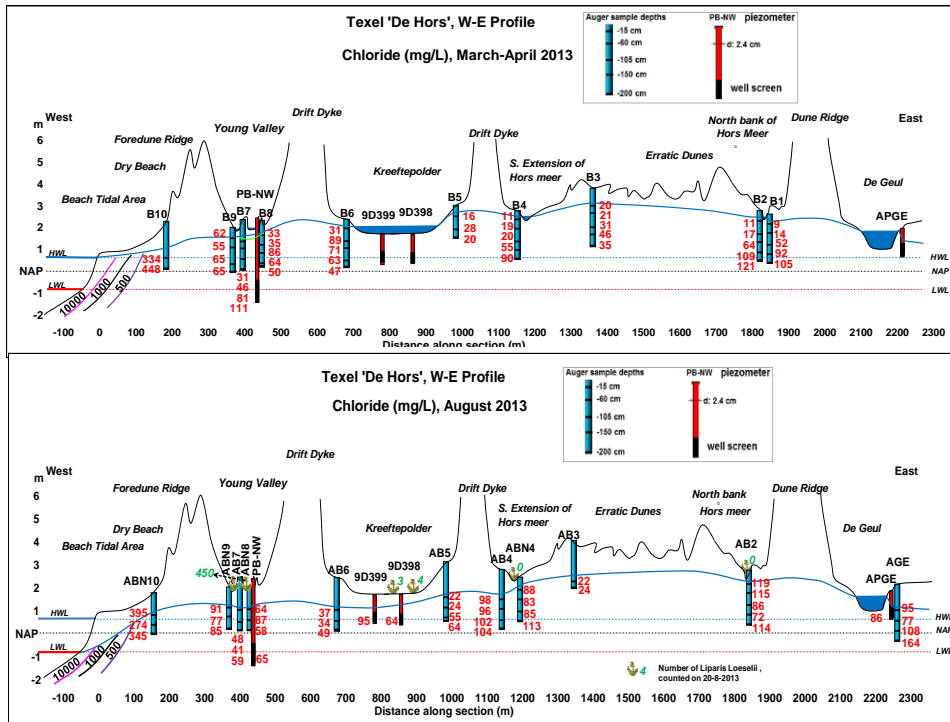 Texel 'De Hors', W-E Profile
Chloride (mg/L), March-April 2013
Auger sample depths
-15 cm
-60 cm
-105 cm
-150 cm
-200 cm
PB-NW piezometer
d: 2.4 cm
well screen
m West
East
Foredune Ridge
Dry Beach
Beach Tidal Area
Young Valley
Drift Dyke
Kreeftepolder
Drift Dyke
S. Extension of
Hors meer
Erratic Dunes
North bank of
Hors Meer
Dune Ridge
De Geul
6
5
4
3
2
1
HWL
NAP
LWL
-1
-2
B10
334
448
B9
62
55
65
65
B7
31
46
81
111
PB-NW
B8
33
35
86
64
50
B6
31
89
71
63
47
9D399
9D398
B5
16
28
20
B4
11
19
20
55
90
B3
20
21
31
46
35
B2
11
17
64
109
121
B1
9
14
52
92
105
APGE
HWL
NAP
LWL
10000
1000
500
-100 0 100 200 300 400 500 600 700 800 900 1000 1100 1200 1300 1400 1500 1600 1700 1800 1900 2000 2100 2200 2300
Distance along section (m)
Texel 'De Hors', W-E Profile
Chloride (mg/L), August 2013
Auger sample depths
-15 cm
-60 cm
-105 cm
-150 cm
-200 cm
PB-NW piezometer
d: 2.4 cm
well screen
m West
East
Foredune Ridge
Dry Beach
Beach Tidal Area
Young Valley
Drift Dyke
Kreeftepolder
Drift Dyke
S. Extension of
Hors meer
Erratic Dunes
North bank
Hors meer
Dune Ridge
De Geul
6
5
4
3
2
1
HWL
NAP
LWL
-1
-2
ABN10
395
274
345
450
ABN9
91
77
85
AB7
48
41
59
ABN8
64
87
58
PB-NW
65
AB6
37
34
49
9D399
95
3
9D398
64
4
AB5
22
24
55
64
AB4
98
96
102
104
ABN4
0
88
83
85
113
AB3
22
24
AB2
0
119
115
86
72
114
APGE
86
AGE
95
77
108
164
HWL
NAP
LWL
10000
1000
500
4 Number of Liparis Loeselii ,
counted on 20-8-2013
-100 0 100 200 300 400 500 600 700 800 900 1000 1100 1200 1300 1400 1500 1600 1700 1800 1900 2000 2100 2200 2300
Distance along section (m)